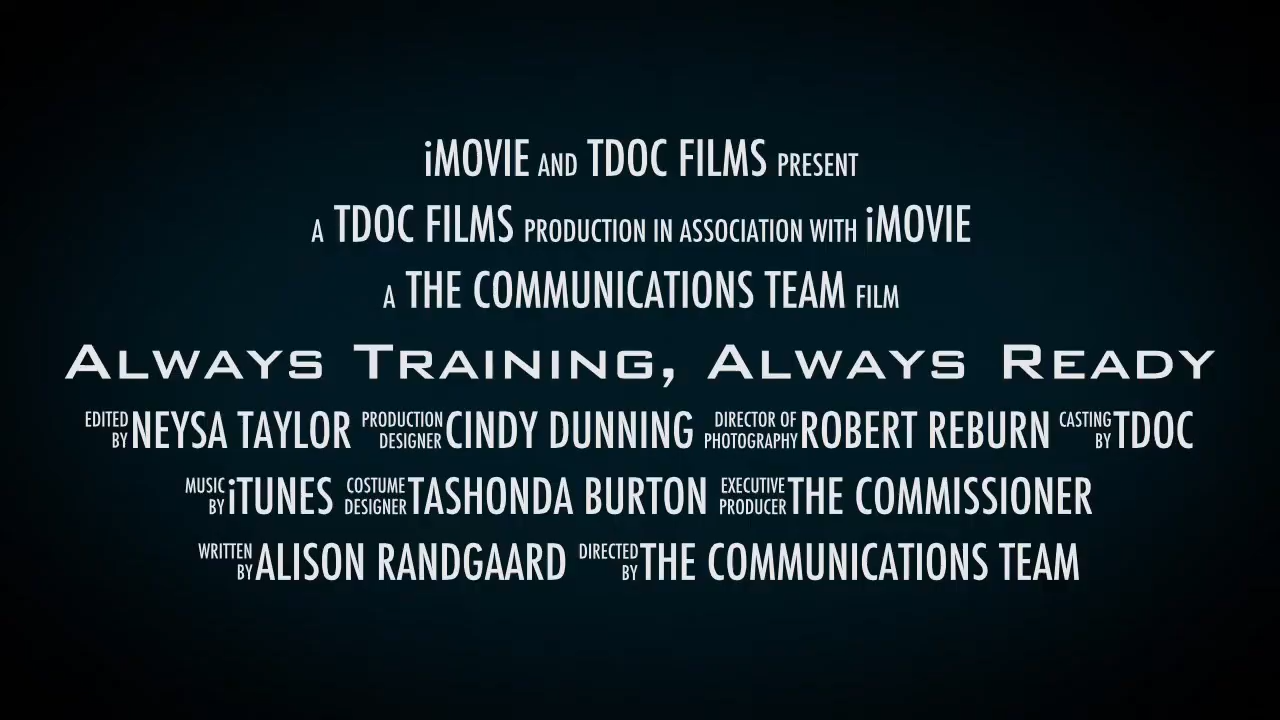 iMOVIE AND TDOC FILMS PRESENT
A TDOC FILMS PRODUCTION IN ASSOCIATION WITH iMOVIE
A THE COMMUNICATIONS TEAM FILM
ALWAYS TRAINING, ALWAYS READY
EDITED BY NEYSA TAYLOR PRODUCTION DESIGNER CINDY DUNNING DIRECTOR OF PHOTOGRAPHY ROBERT REBURN CASTING BY TDOC
MUSIC BY iTUNES COSTUME DESIGNER TASHONDA BURTON EXECUTIVE PRODUCER THE COMMISSIONER
WRITTEN BY ALISON RANDGAARD DIRECTED BY THE COMMUNICATIONS TEAM